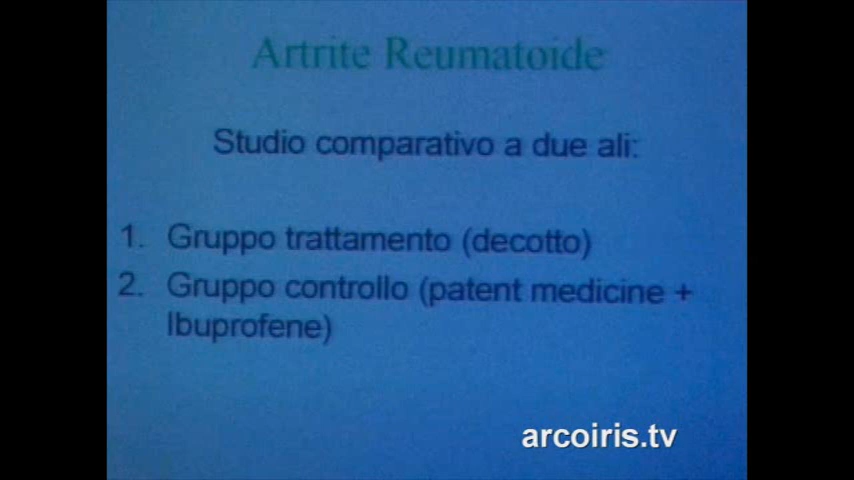 Artrite Reumatoide
Studio comparativo a due ali:
1. Gruppo trattamento (decotto)
2. Gruppo controllo (patent medicine +
Ibuprofene)
arcoiris.tv